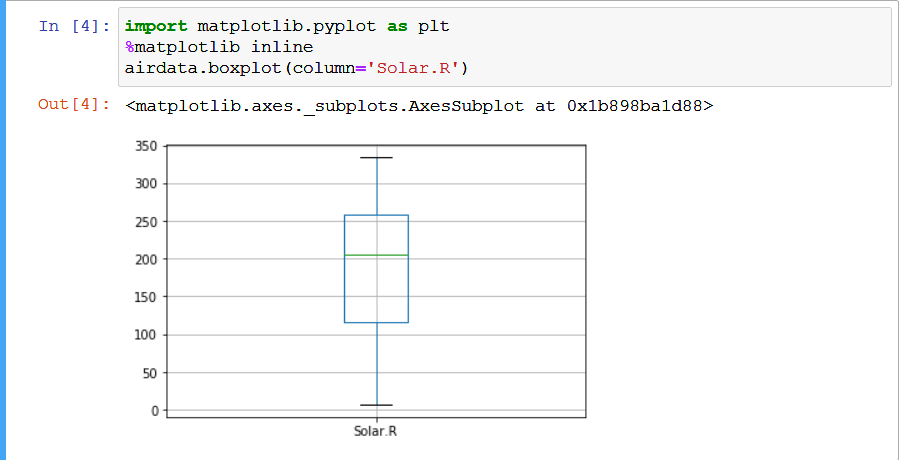 In [4]: import matplotlib.pyplot as plt
%matplotlib inline
airdata.boxplot(column='Solar.R')
Out[4]: <matplotlib.axes._subplots.AxesSubplot at 0x1b898ba1d88>
350
300
250
200
150
100
50
0
Solar.R